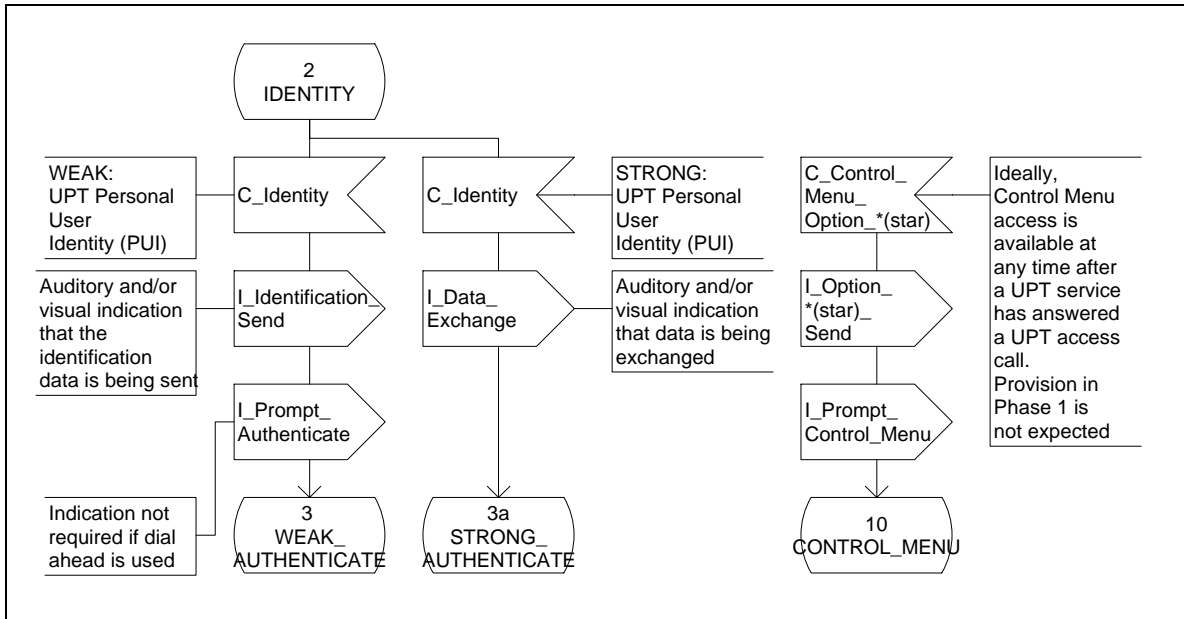 2
IDENTITY
WEAK:
UPT Personal
User
Identity (PUI)
C_Identity
C_Identity
STRONG:
UPT Personal
User
Identity (PUI)
C_Control_
Menu_
Option_*(star)
Ideally,
Control Menu
access is
available at
any time after
a UPT service
has answered
a UPT access
call.
Provision in
Phase 1 is
not expected
Auditory and/or
visual indication
that the
identification
data is being sent
I_Identification_
Send
I_Data_
Exchange
Auditory and/or
visual indication
that data is being
exchanged
I_Option_
*(star)_
Send
I_Prompt_
Authenticate
I_Prompt_
Control_Menu
Indication not
required if dial
ahead is used
3
WEAK_
AUTHENTICATE
3a
STRONG_
AUTHENTICATE
10
CONTROL_MENU